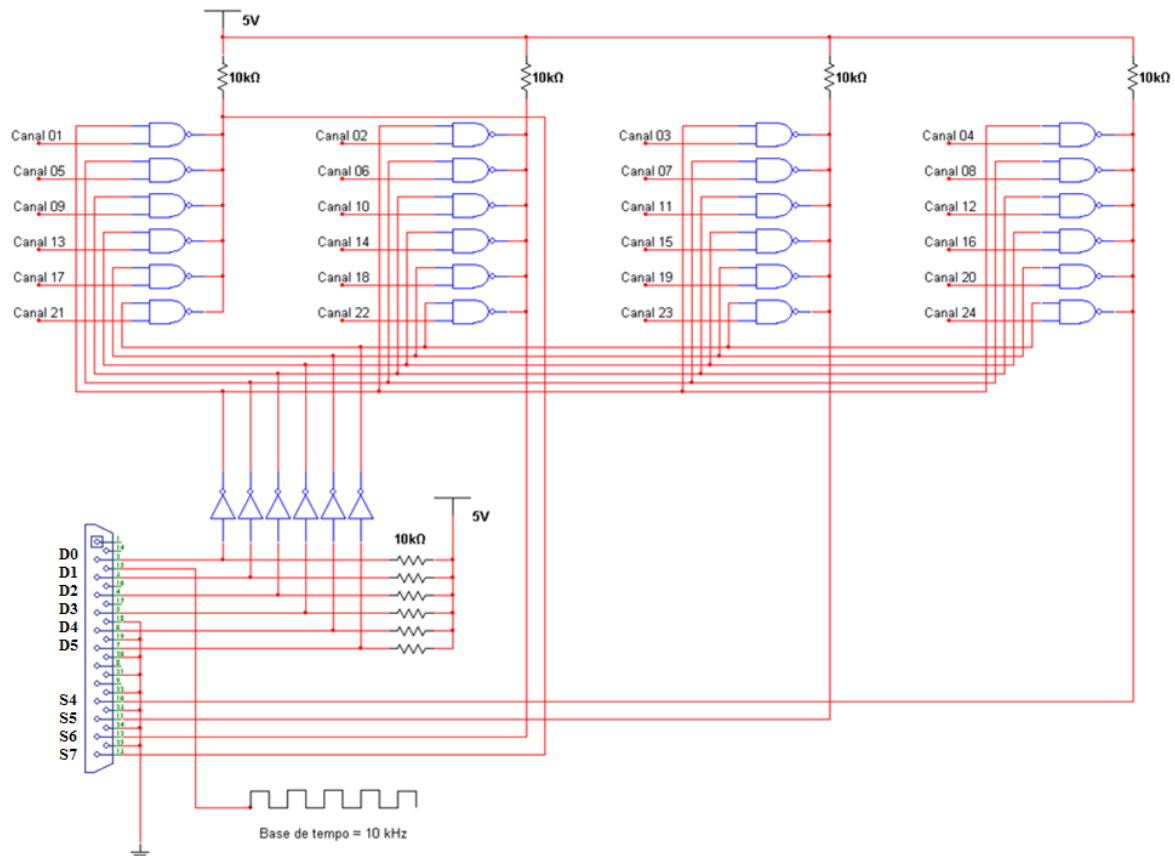 5V
10kΩ 10kΩ 10kΩ 10kΩ
Canal 01 Canal 02 Canal 03 Canal 04
Canal 05 Canal 06 Canal 07 Canal 08
Canal 09 Canal 10 Canal 11 Canal 12
Canal 13 Canal 14 Canal 15 Canal 16
Canal 17 Canal 18 Canal 19 Canal 20
Canal 21 Canal 22 Canal 23 Canal 24
5V
10kΩ
D0
D1
D2
D3
D4
D5
S4
S5
S6
S7
Base de tempo = 10 kHz